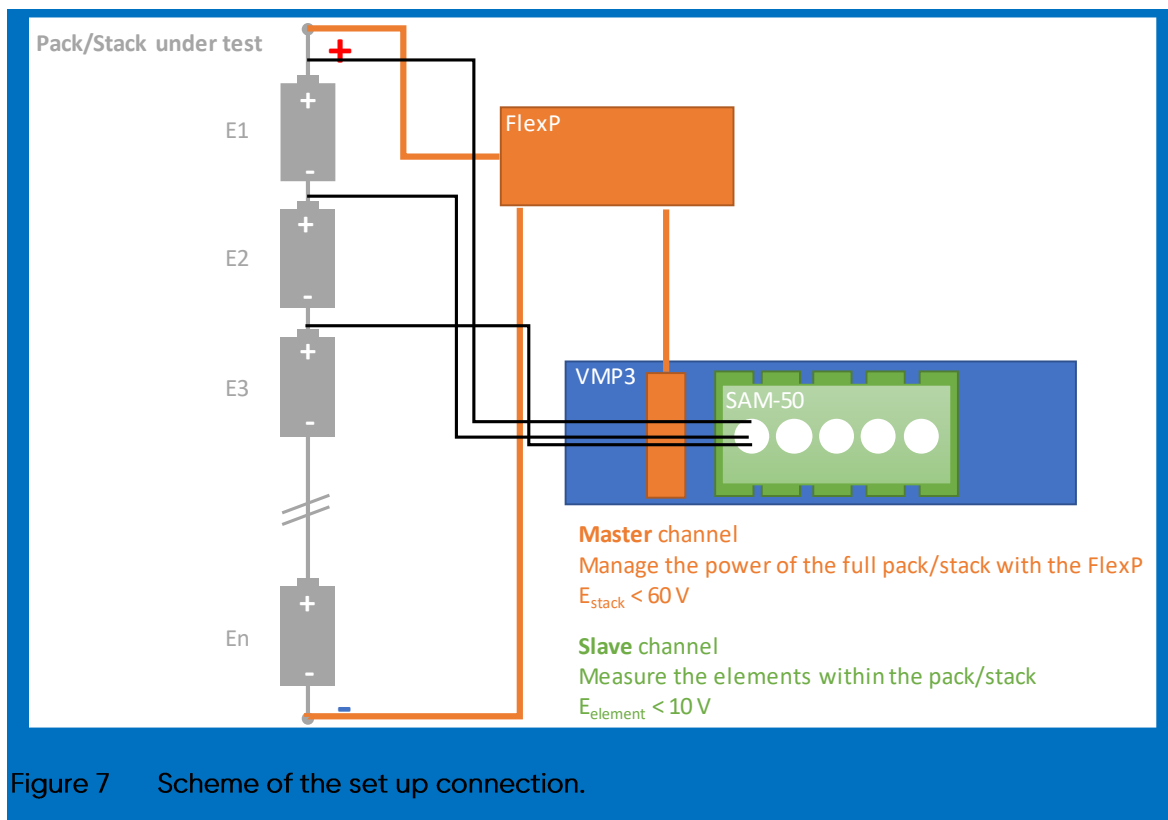 Pack/Stack under test
+
FlexP
+
E1
-
+
E2
-
+
E3
-
VMP3
SAM-50
Master channel
Manage the power of the full pack/stack with the FlexP
Estack < 60 V
+
En
-
Slave channel
Measure the elements within the pack/stack
Eelement < 10 V
-
Figure 7 Scheme of the set up connection.